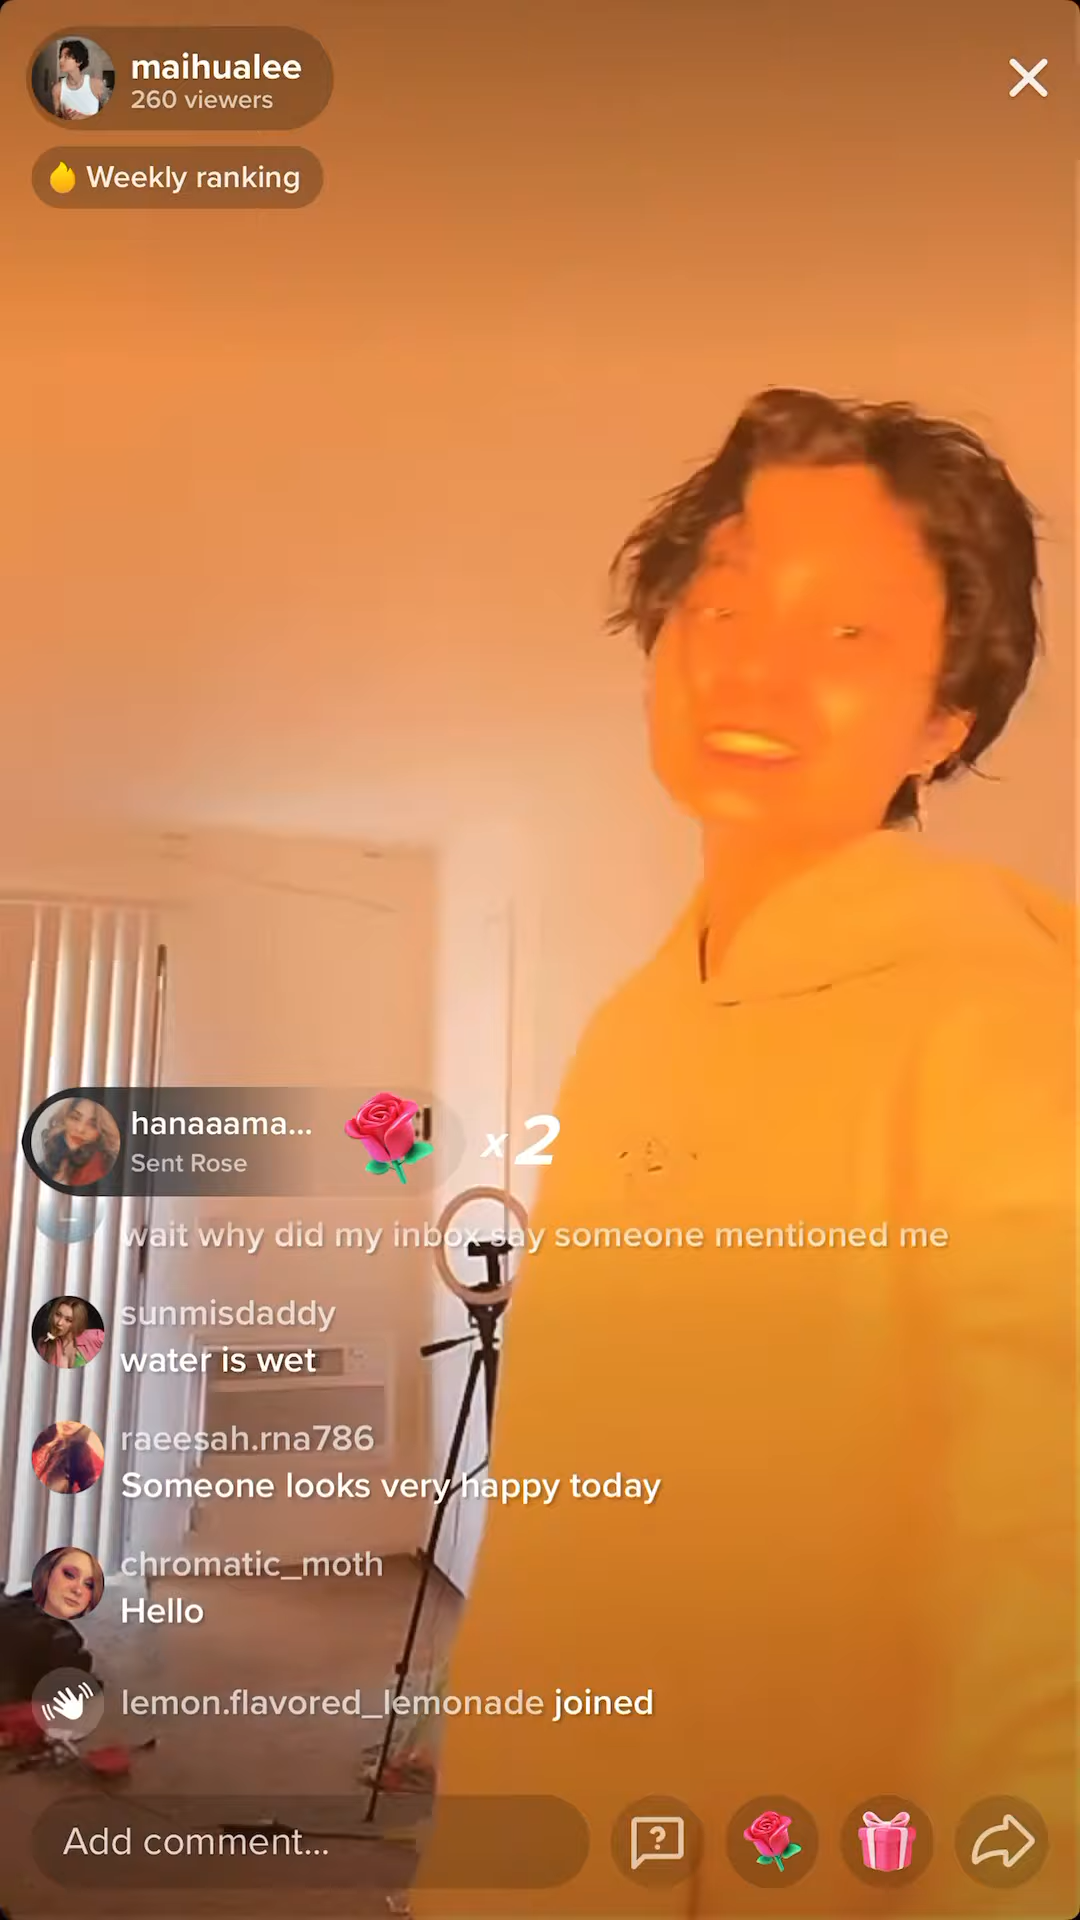 maihualee
260 viewers
Weekly ranking
hanaaama...
Sent Rose
x2
wait why did my inbox say someone mentioned me
sunmisdaddy
water is wet
raeesah.rna786
Someone looks very happy today
chromatic_moth
Hello
lemon.flavored_lemonade joined
Add comment...
?